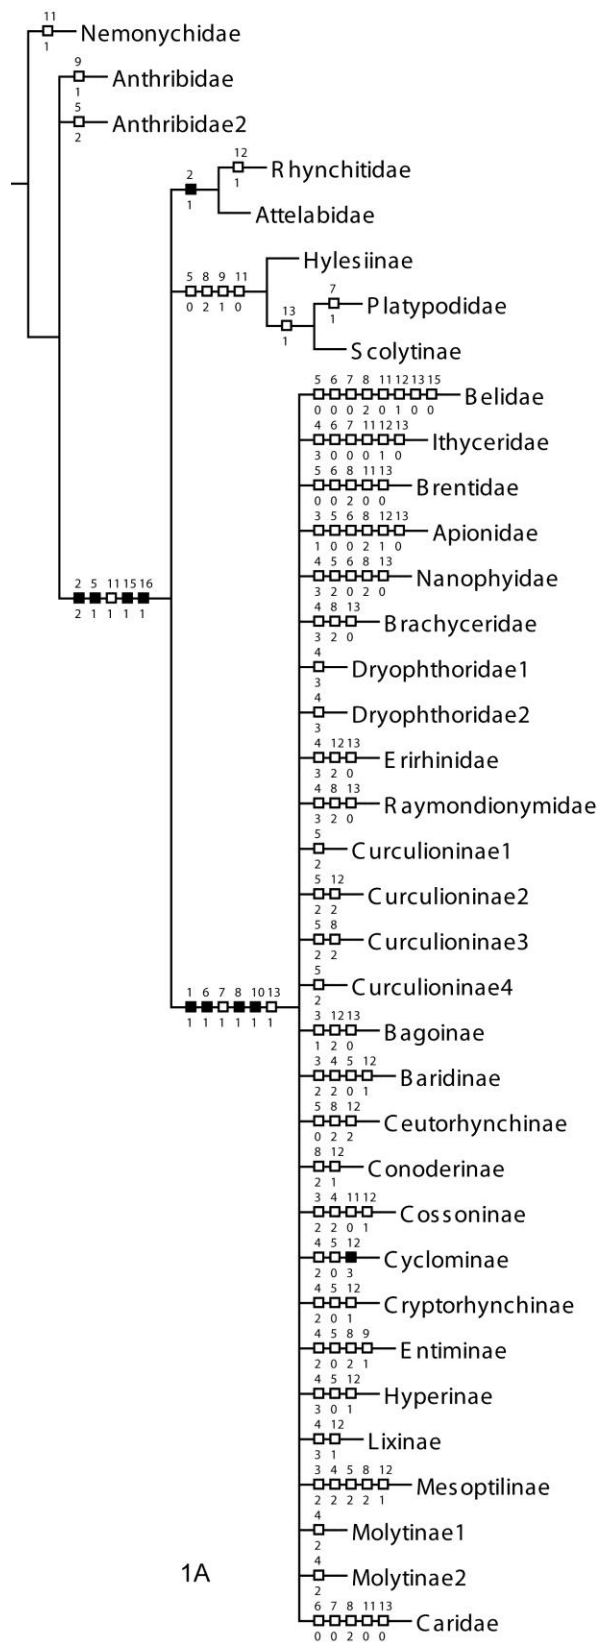 11
Nemonychidae
1
9
Anthribidae
1
5
Anthribidae2
2
12
Rhynchitidae
1
2
1
Attelabidae
Hylesiinae
5 8 9 11
0 2 1 0
7
Platypodidae
1
13
1
Scolytinae
5 6 7 8 11 12 13 15
Belidae
0 0 0 2 0 1 0 0
4 6 7 11 12 13
Ithyceridae
3 0 0 0 1 0
5 6 8 11 13
Brentidae
0 0 2 0 0
3 5 6 8 12 13
Apionidae
1 0 0 2 1 0
4 5 6 8 13
Nanophyidae
3 2 0 2 0
2 5 11 15 16
2 1 1 1 1
4 8 13
Brachyceridae
3 2 0
4
Dryophthoridae1
3
4
Dryophthoridae2
3
4 12 13
Erirhinidae
3 2 0
4 8 13
Raymondionymidae
3 2 0
5
Curculioninae1
2
5 12
Curculioninae2
2 2
5 8
Curculioninae3
2 2
5
Curculioninae4
2
1 6 7 8 10 13
1 1 1 1 1 1
3 12 13
Bagoinae
1 2 0
3 4 5 12
Baridinae
2 2 0 1
5 8 12
Ceutorhynchinae
0 2 2
8 12
Conoderinae
2 1
3 4 11 12
Cossoninae
2 2 0 1
4 5 12
Cyclominae
2 0 3
4 5 12
Cryptorhynchinae
2 0 1
4 5 8 9
Entiminae
2 0 2 1
4 5 12
Hyperinae
3 0 1
4 12
Lixinae
3 1
3 4 5 8 12
Mesoptilinae
2 2 2 2 1
4
Molytinae1
2
4
Molytinae2
2
1A
6 7 8 11 13
Caridae
0 0 2 0 0